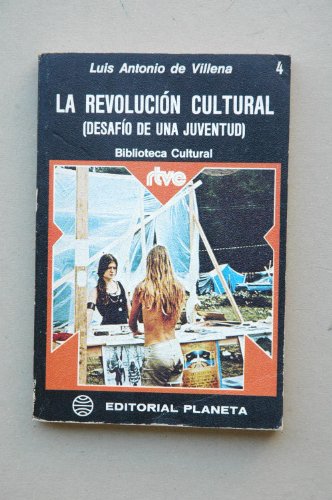 Luis Antonio de Villena
4
LA REVOLUCIÓN CULTURAL
(DESAFÍO DE UNA JUVENTUD)
Biblioteca Cultural
rtve
EDITORIAL PLANETA